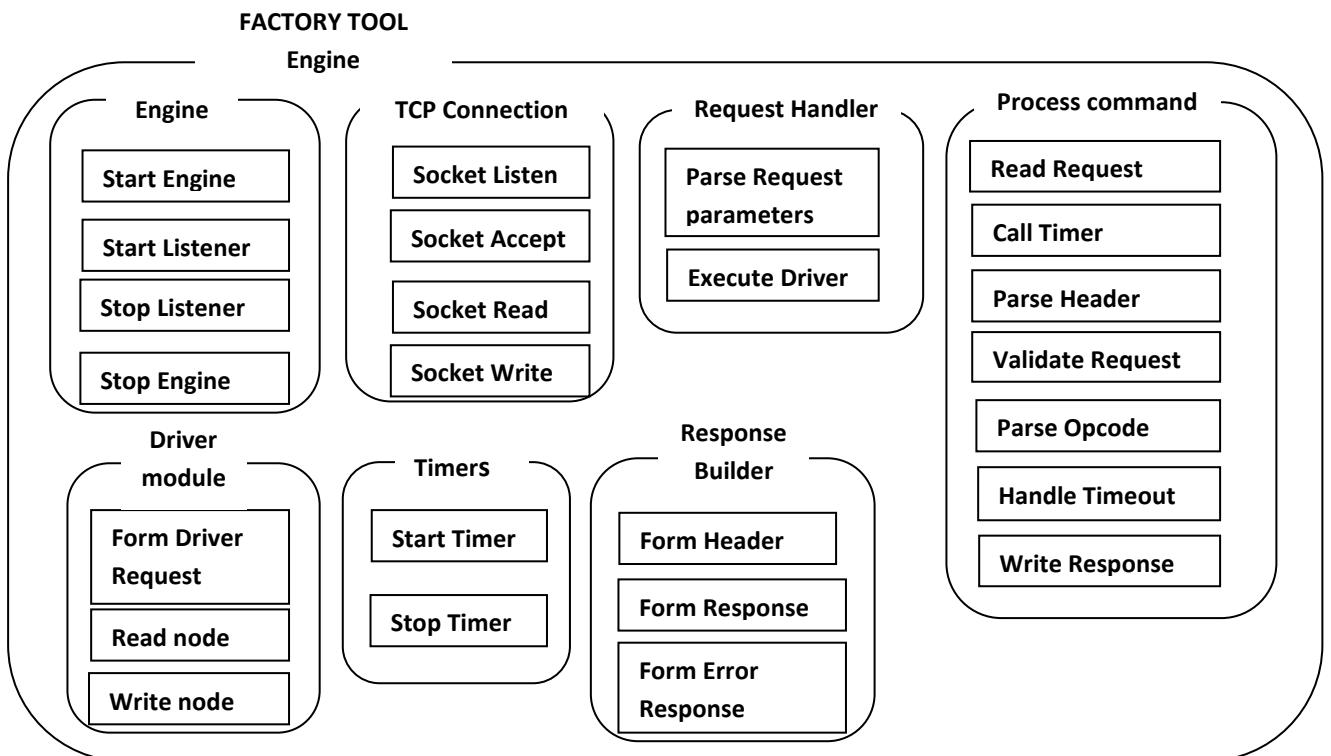 FACTORY TOOL
Engine
Engine
Start Engine
Start Listener
Stop Listener
Stop Engine
TCP Connection
Socket Listen
Socket Accept
Socket Read
Socket Write
Request Handler
Parse Request
parameters
Execute Driver
Process command
Read Request
Call Timer
Parse Header
Validate Request
Parse Opcode
Handle Timeout
Write Response
Driver
module
Form Driver
Request
Read node
Write node
Timers
Start Timer
Stop Timer
Response
Builder
Form Header
Form Response
Form Error
Response